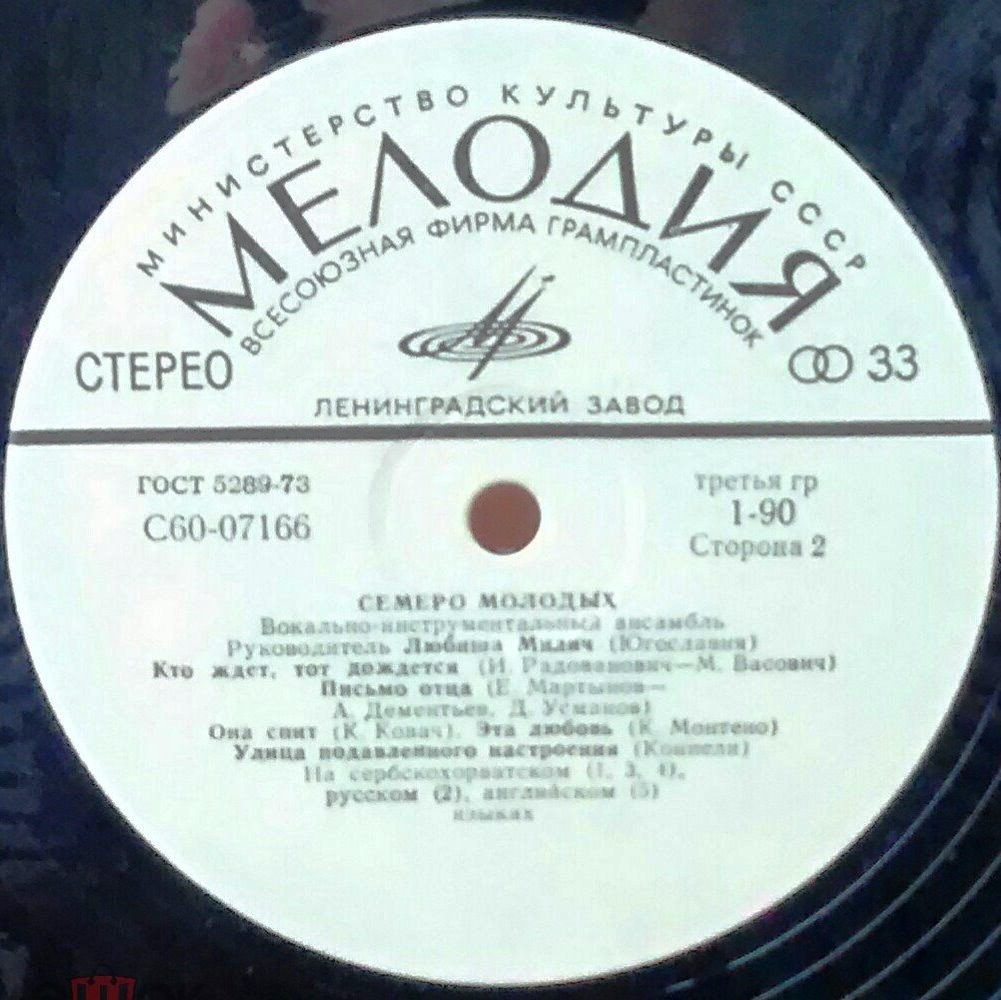 МИНИСТЕРСТВО КУЛЬТУРЫ СССР
МЕЛОДИЯ
ВСЕСОЮЗНАЯ ФИРМА ГРАМПЛАСТИНОК
СТЕРЕО
33
ЛЕНИНГРАДСКИЙ ЗАВОД
ГОСТ 5289-73
С60-07166
третья гр
1-90
Сторона 2
СЕМЕРО МОЛОДЫХ
Вокально-инструментальный ансамбль
Руководитель Любиша Милич (Югославия)
Кто ждет, тот дождется (И. Радованович—М. Васович)
Письмо отца (Е. Мартынов—
А. Дементьев, Д. Усманов)
Она спит (К. Ковач). Эта любовь (К. Монтено)
Улица подавленного настроения (Коннели)
На сербскохорватском (1, 3, 4),
русском (2), английском (5)
языках